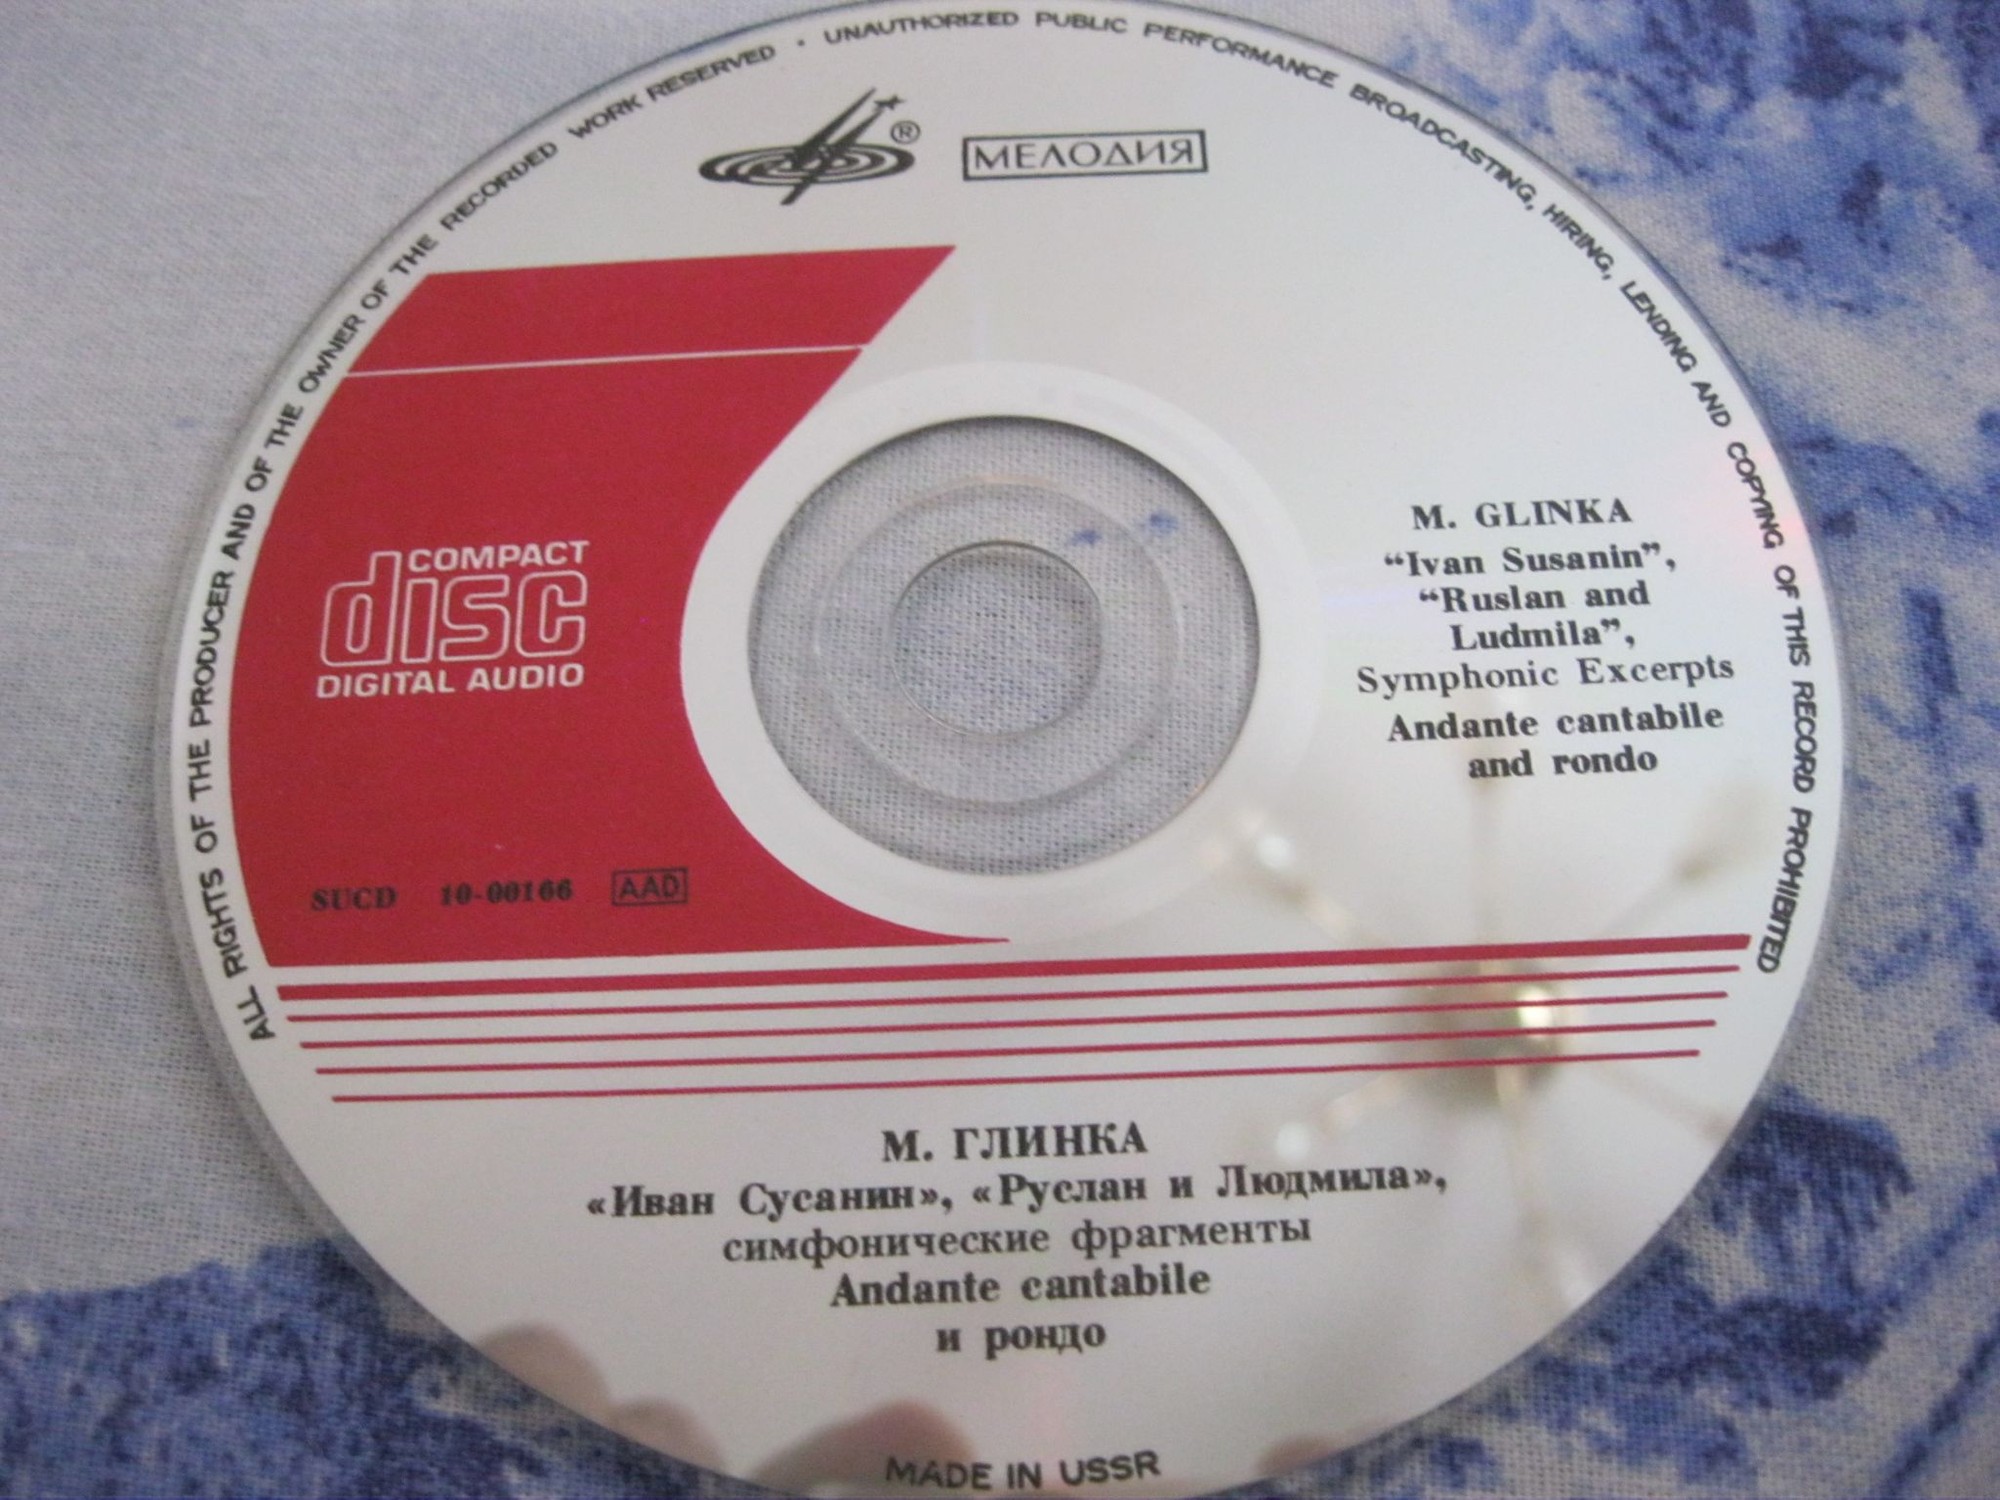 ALL RIGHTS OF THE PRODUCER AND OF THE OWNER OF THE RECORDED WORK RESERVED · UNAUTHORIZED PUBLIC PERFORMANCE BROADCASTING, HIRING, LENDING AND COPYING OF THIS RECORD PROHIBITED
® МЕЛОДИЯ
COMPACT
disc
DIGITAL AUDIO
M. GLINKA
“Ivan Susanin”,
“Ruslan and
Ludmila”,
Symphonic Excerpts
Andante cantabile
and rondo
SUCD 10-00166 AAD
М. ГЛИНКА
«Иван Сусанин», «Руслан и Людмила»,
симфонические фрагменты
Andante cantabile
и рондо
MADE IN USSR